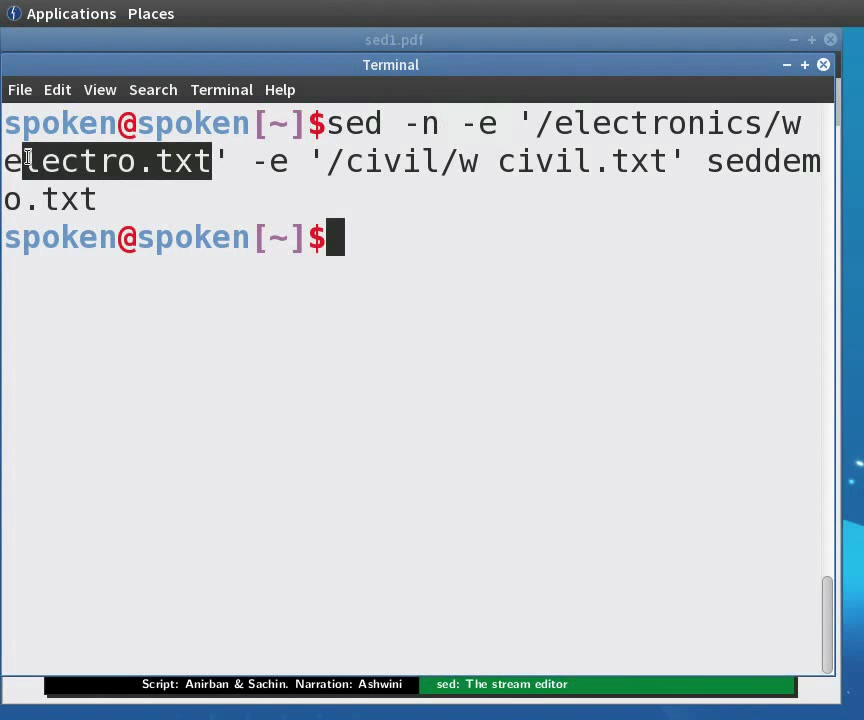 Applications Places
sed1.pdf
Terminal
File Edit View Search Terminal Help
spoken@spoken[~]$sed -n -e '/electronics/w
electro.txt' -e '/civil/w civil.txt' seddem
o.txt
spoken@spoken[~]$
Script: Anirban & Sachin. Narration: Ashwini sed: The stream editor